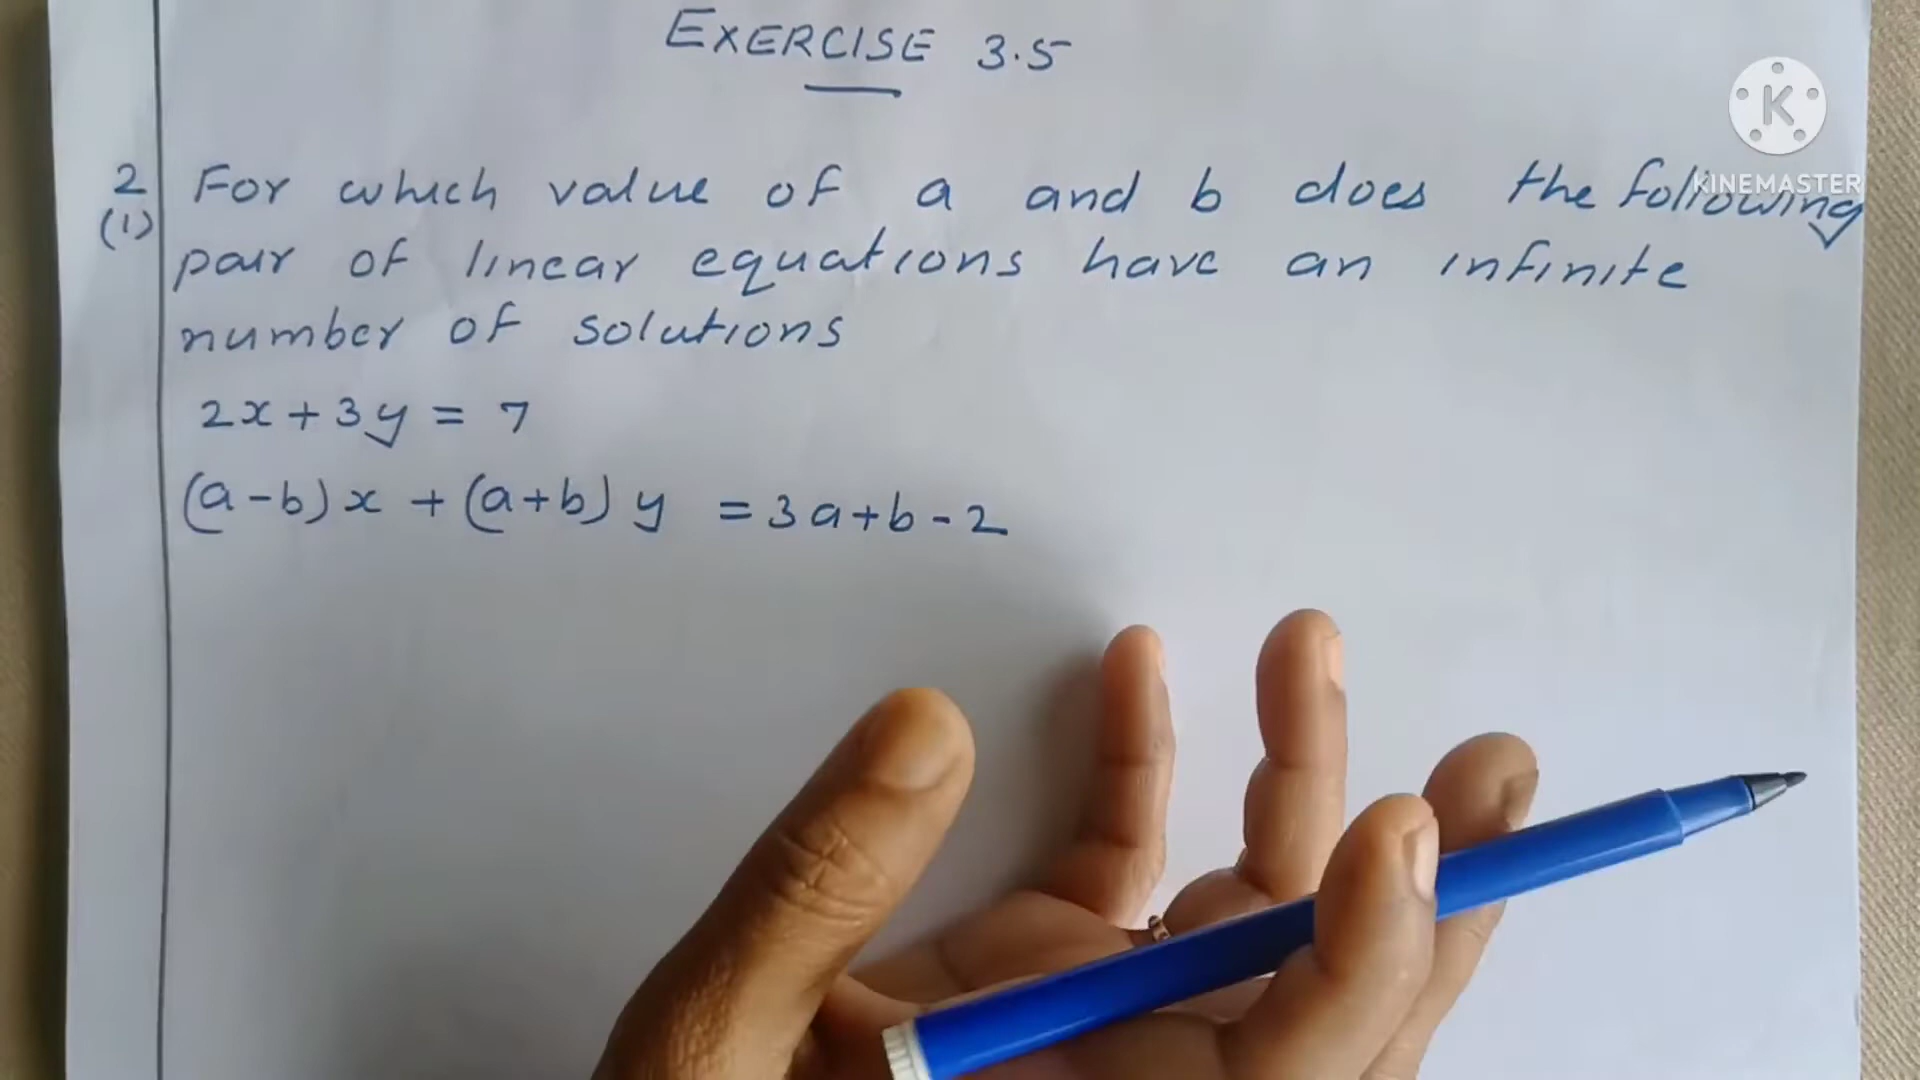 EXERCISE 3.5
K
KINEMASTER
2 For which value of a and b does the following
(1) pair of linear equations have an infinite
number of solutions
2x + 3y = 7
(a-b)x + (a+b)y = 3a+b-2